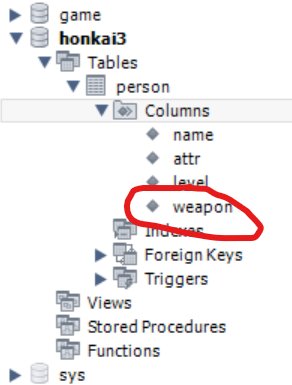 game
honkai3
Tables
person
Columns
name
attr
level
weapon
Indexes
Foreign Keys
Triggers
Views
Stored Procedures
Functions
sys